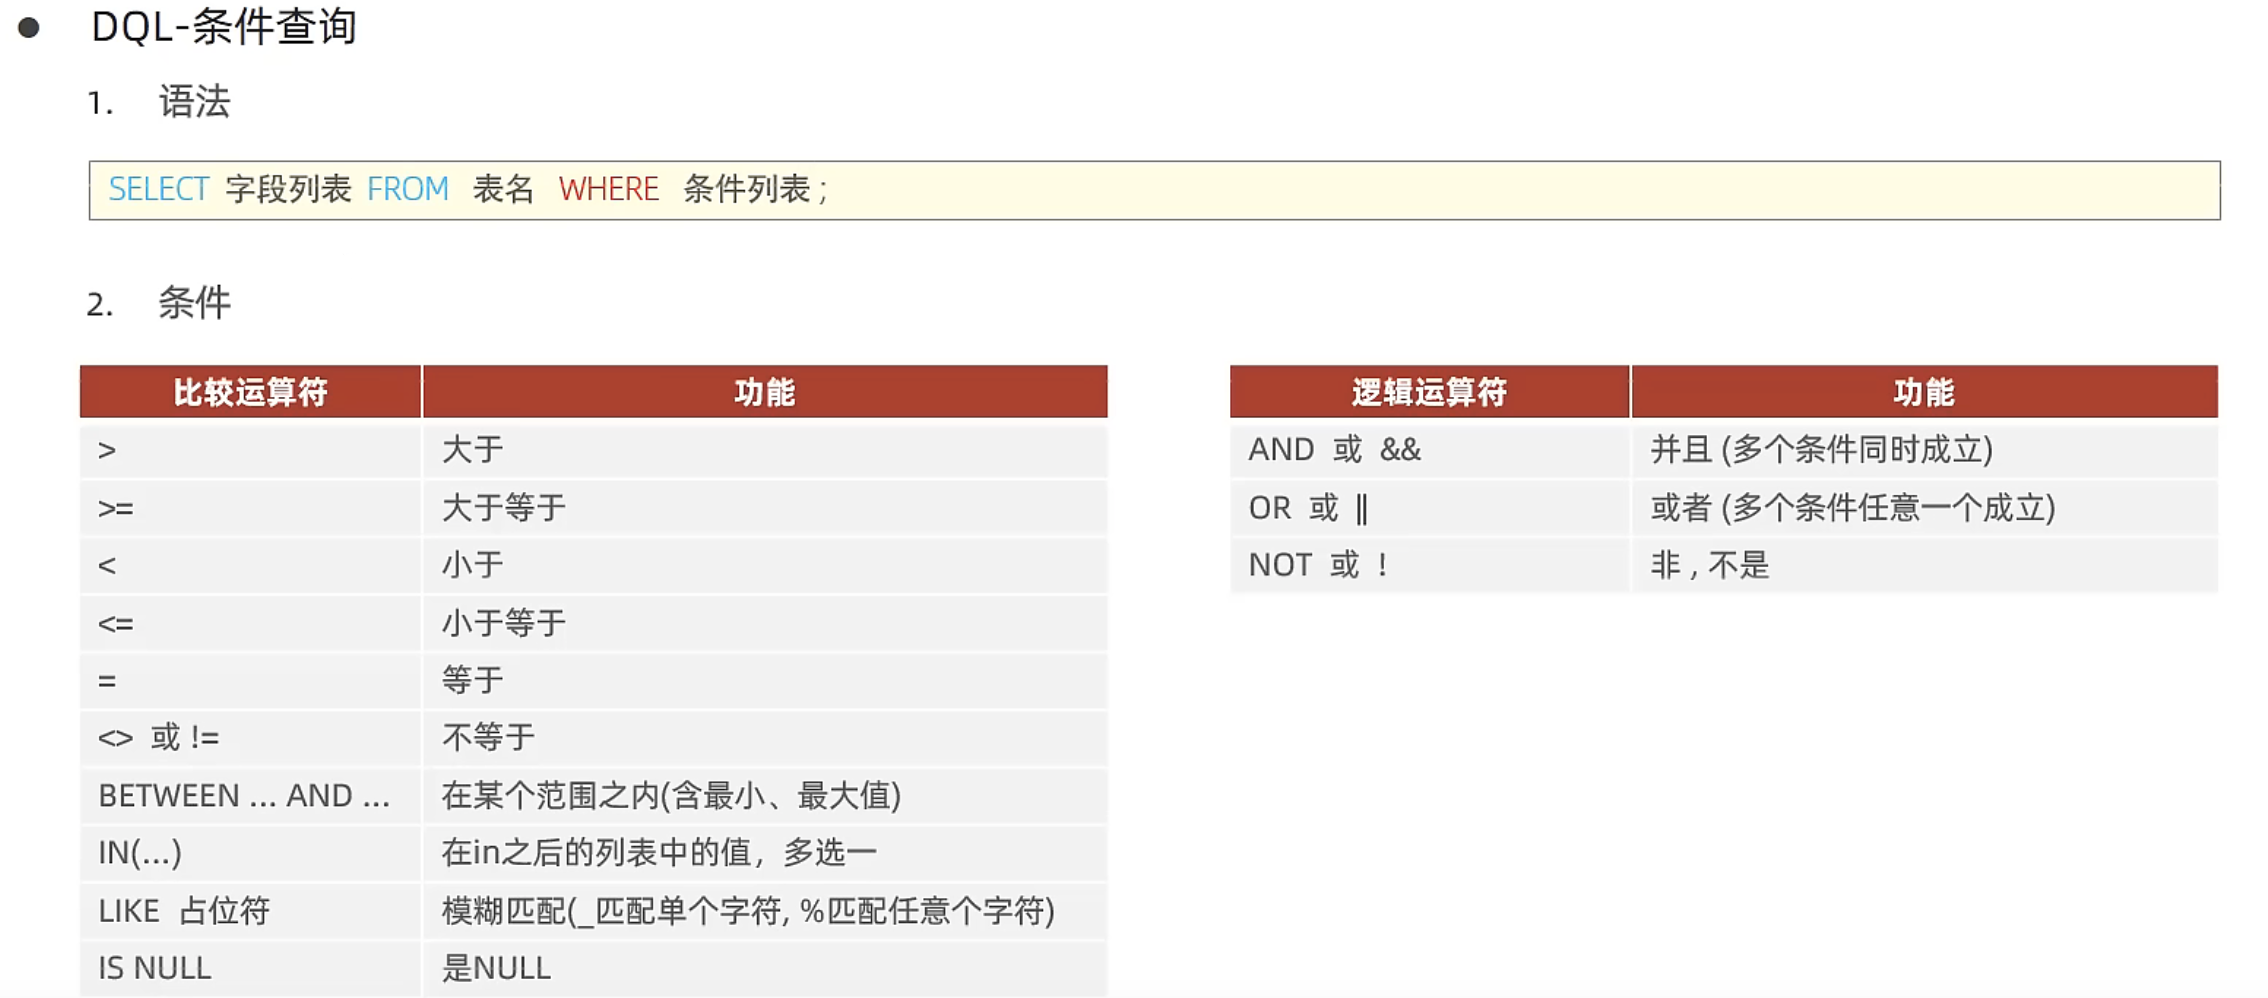 ● DQL-条件查询
1. 语法
SELECT 字段列表 FROM 表名 WHERE 条件列表 ;
2. 条件
比较运算符 功能
> 大于
>= 大于等于
< 小于
<= 小于等于
= 等于
<> 或 != 不等于
BETWEEN ... AND ... 在某个范围之内(含最小、最大值)
IN(...) 在in之后的列表中的值，多选一
LIKE 占位符 模糊匹配(_匹配单个字符, %匹配任意个字符)
IS NULL 是NULL
逻辑运算符 功能
AND 或 && 并且 (多个条件同时成立)
OR 或 || 或者 (多个条件任意一个成立)
NOT 或 ! 非 , 不是